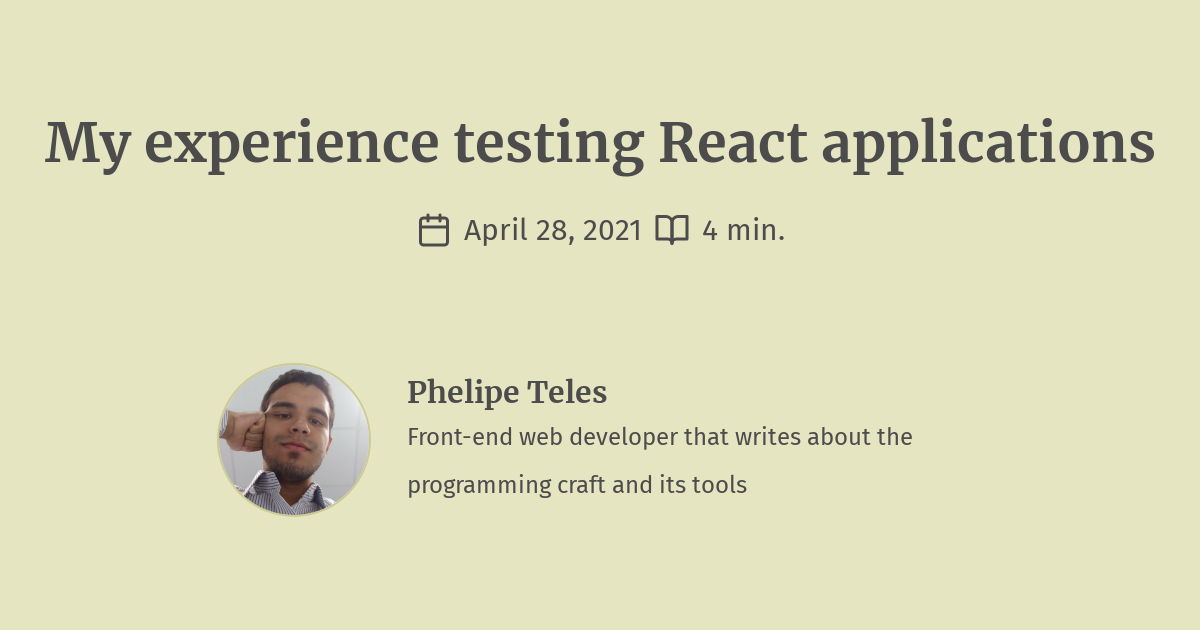 My experience testing React applications
April 28, 2021 4 min.
Phelipe Teles
Front-end web developer that writes about the
programming craft and its tools